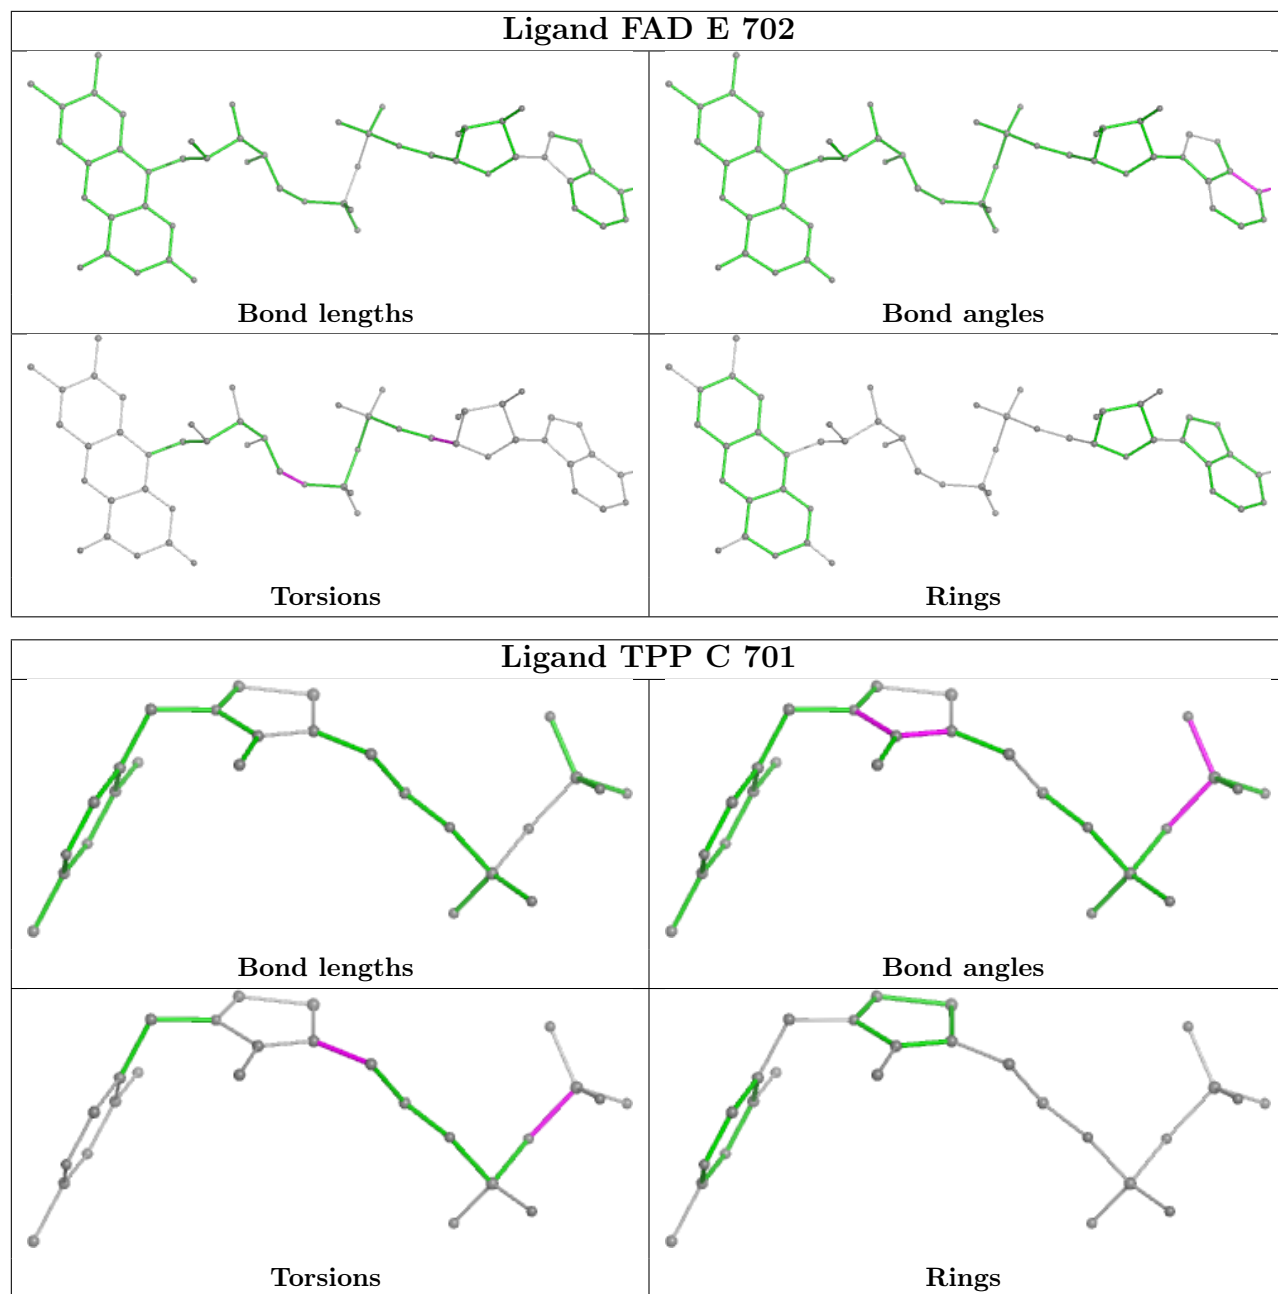 Ligand FAD E 702
Bond lengths
Bond angles
Torsions
Rings
Ligand TPP C 701
Bond lengths
Bond angles
Torsions
Rings